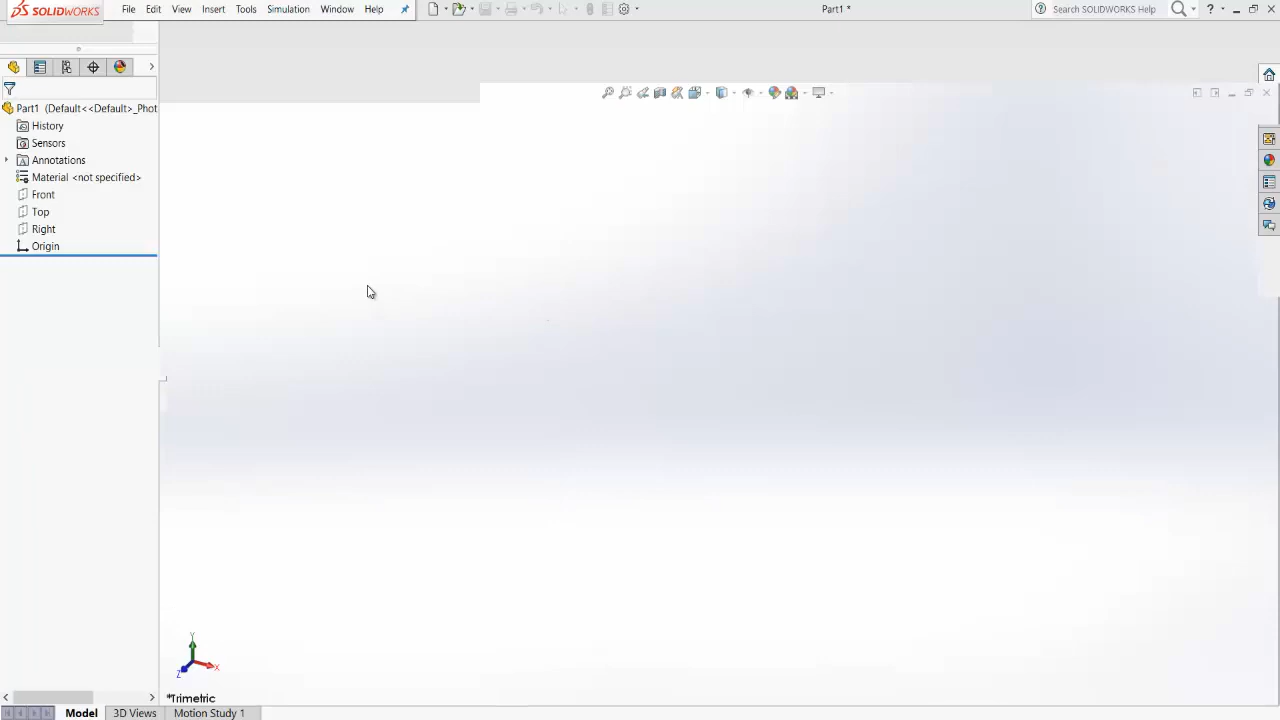 SOLIDWORKS File Edit View Insert Tools Simulation Window Help Part1 * Search SOLIDWORKS Help ?
Part1 (Default<<Default>_Phot
History
Sensors
Annotations
Material <not specified>
Front
Top
Right
Origin
Y
X
Z
*Trimetric
Model 3D Views Motion Study 1